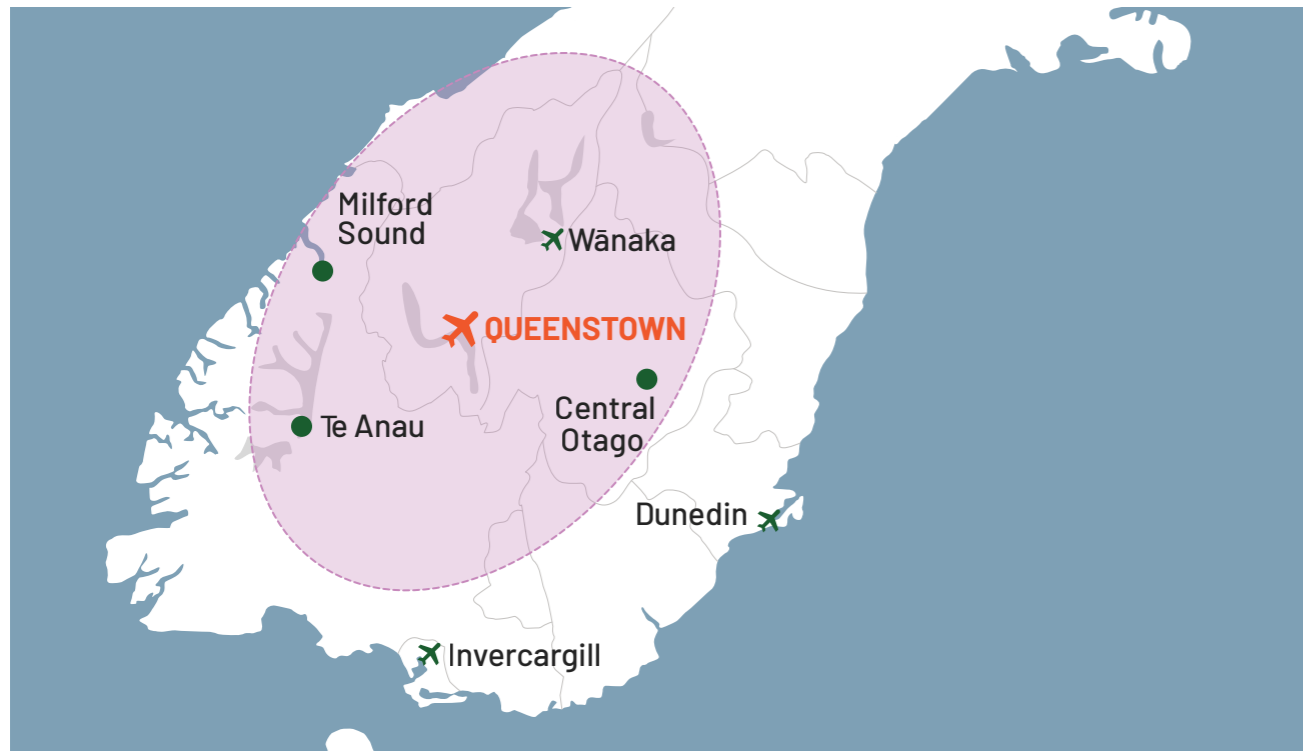 Milford
Sound
Wānaka
QUEENSTOWN
Central
Otago
Te Anau
Dunedin
Invercargill